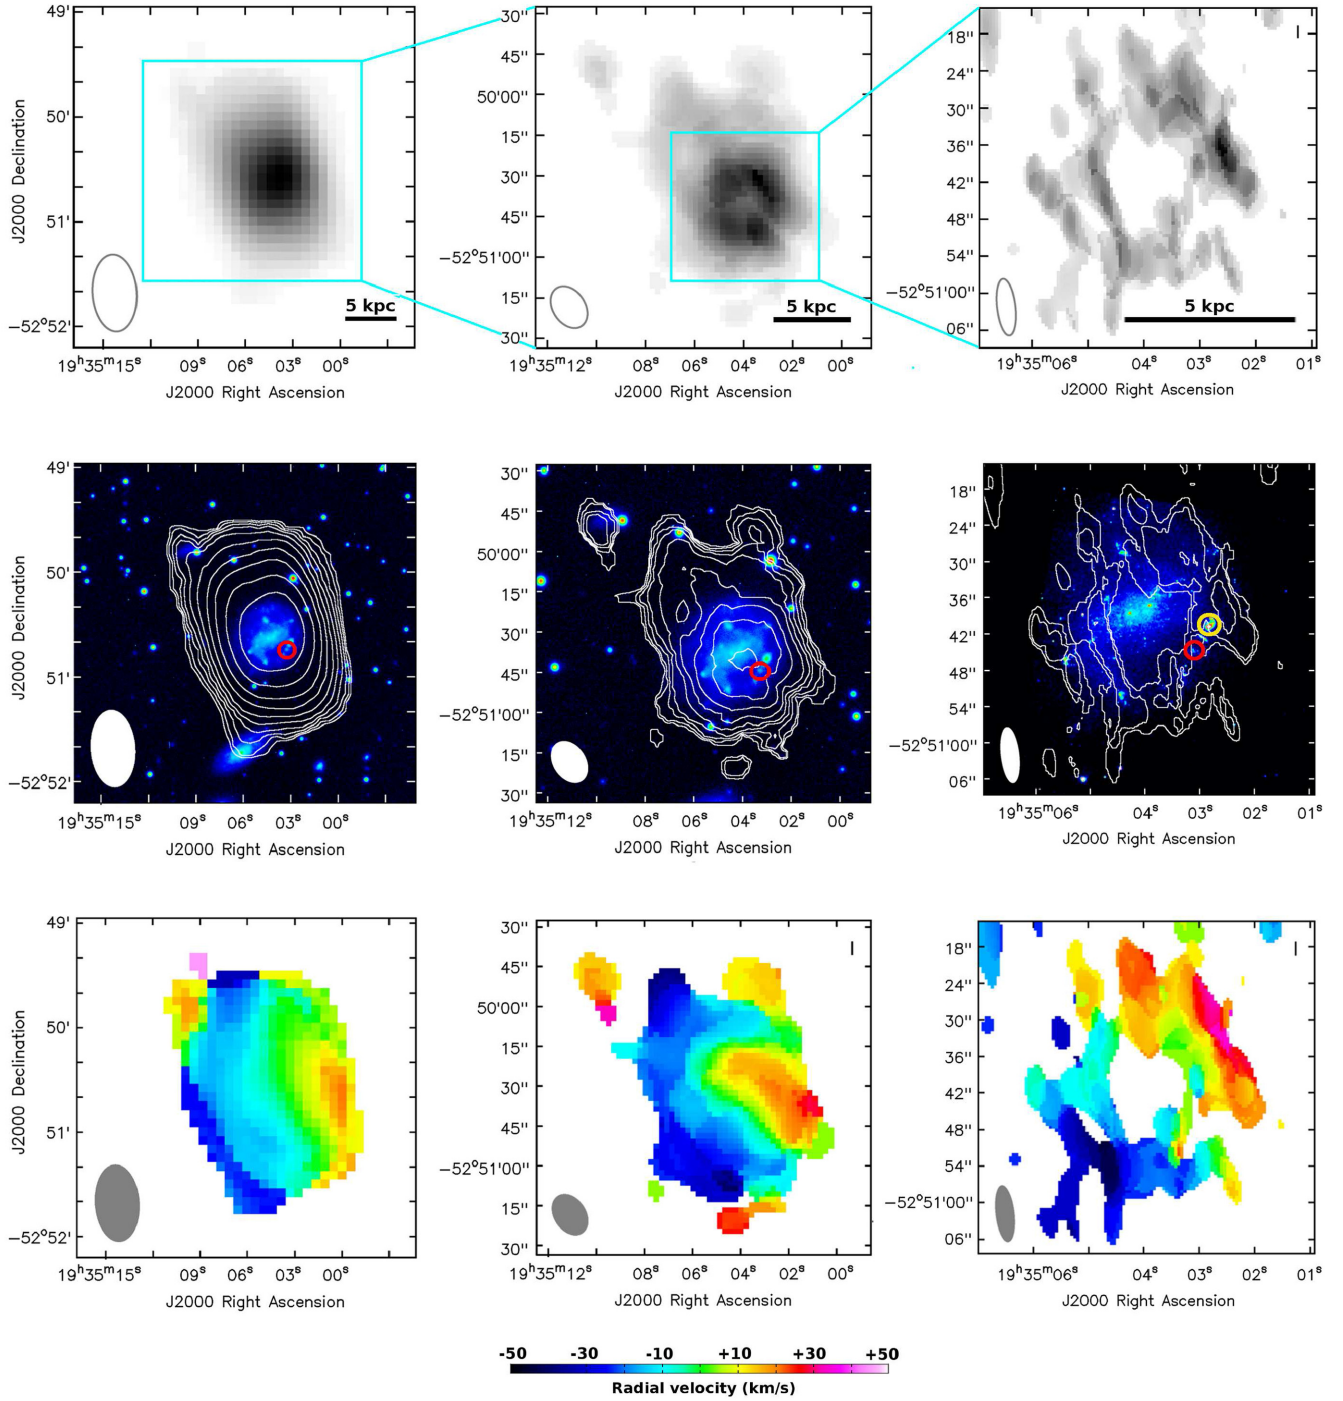 49'
50'
51'
−52°52'
J2000 Declination
5 kpc
19ʰ35ᵐ15ˢ 09ˢ 06ˢ 03ˢ 00ˢ
J2000 Right Ascension
30"
45"
50'00"
15"
30"
45"
−52°51'00"
15"
30"
5 kpc
19ʰ35ᵐ12ˢ 08ˢ 06ˢ 04ˢ 02ˢ 00ˢ
J2000 Right Ascension
18"
24"
30"
36"
42"
48"
54"
−52°51'00"
06"
5 kpc
19ʰ35ᵐ06ˢ 04ˢ 03ˢ 02ˢ 01ˢ
J2000 Right Ascension
49'
50'
51'
−52°52'
J2000 Declination
19ʰ35ᵐ15ˢ 09ˢ 06ˢ 03ˢ 00ˢ
J2000 Right Ascension
30"
45"
50'00"
15"
30"
45"
−52°51'00"
15"
30"
19ʰ35ᵐ12ˢ 08ˢ 06ˢ 04ˢ 02ˢ 00ˢ
J2000 Right Ascension
18"
24"
30"
36"
42"
48"
54"
−52°51'00"
06"
19ʰ35ᵐ06ˢ 04ˢ 03ˢ 02ˢ 01ˢ
J2000 Right Ascension
49'
50'
51'
−52°52'
J2000 Declination
19ʰ35ᵐ15ˢ 09ˢ 06ˢ 03ˢ 00ˢ
J2000 Right Ascension
30"
45"
50'00"
15"
30"
45"
−52°51'00"
15"
30"
19ʰ35ᵐ12ˢ 08ˢ 06ˢ 04ˢ 02ˢ 00ˢ
J2000 Right Ascension
18"
24"
30"
36"
42"
48"
54"
−52°51'00"
06"
19ʰ35ᵐ06ˢ 04ˢ 03ˢ 02ˢ 01ˢ
J2000 Right Ascension
-50 -30 -10 +10 +30 +50
Radial velocity (km/s)